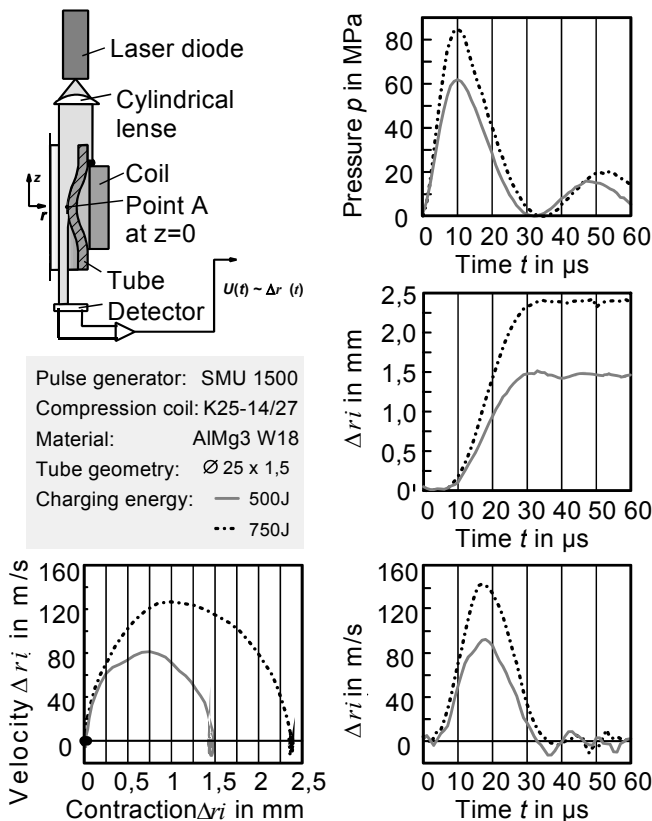 Laser diode
Cylindrical
lense
Coil
Point A
at z=0
Tube
Detector
z
r
U(t) ~ Δr (t)
Pulse generator: SMU 1500
Compression coil: K25-14/27
Material: AlMg3 W18
Tube geometry: Ø 25 x 1,5
Charging energy: 500J
750J
Pressure p in MPa
80
60
40
20
0
0 10 20 30 40 50 60
Time t in µs
Δri in mm
2,5
2,0
1,5
1,0
0
0 10 20 30 40 50 60
Time t in µs
Velocity Δri in m/s
160
120
80
40
0
0 0,5 1 1,5 2 2,5
Contraction Δri in mm
Δri in m/s
160
120
80
40
0
0 10 20 30 40 50 60
Time t in µs